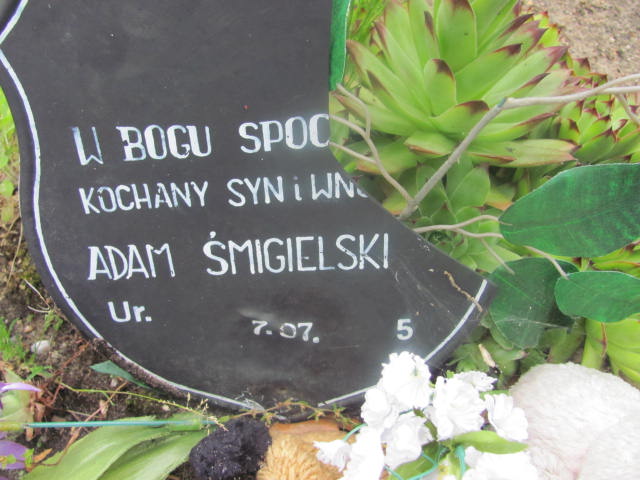 W BOGU SPOC
KOCHANY SYN i WNU
ADAM ŚMIGIELSKI
Ur. 7.07. 5